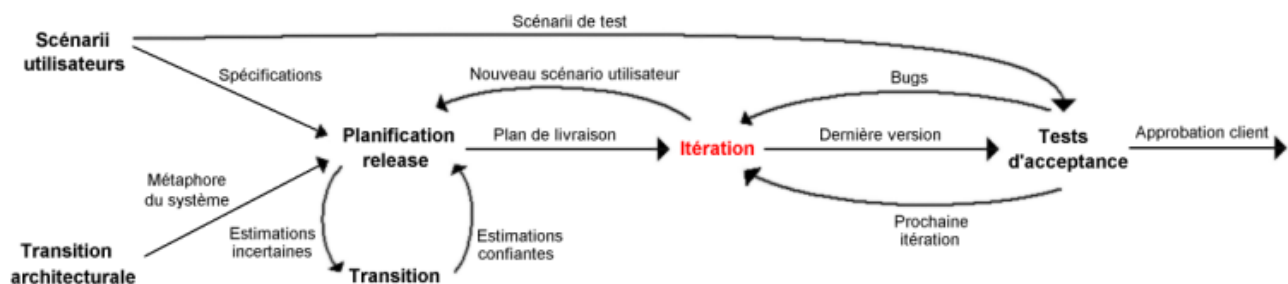 Scénarii de test
Scénarii
utilisateurs
Spécifications
Nouveau scénario utilisateur
Bugs
Planification
release
Plan de livraison
Itération
Dernière version
Tests
d'acceptance
Approbation client
Métaphore
du système
Estimations
incertaines
Estimations
confiantes
Prochaine
itération
Transition
architecturale
Transition